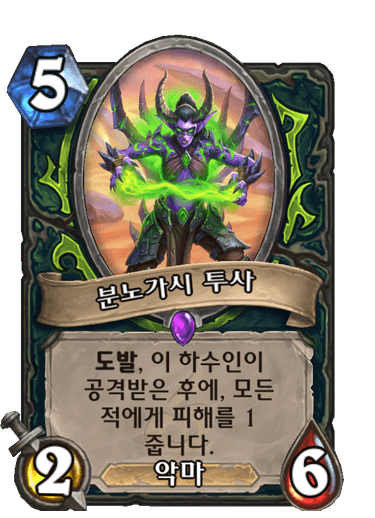 5
분노가시 투사
도발, 이 하수인이
공격받은 후에, 모든
적에게 피해를 1
줍니다.
악마
2
6